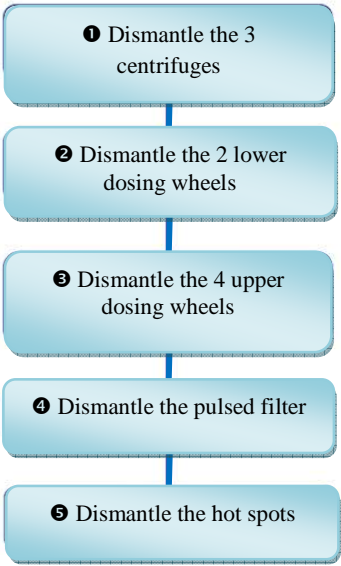 ❶ Dismantle the 3
centrifuges
❷ Dismantle the 2 lower
dosing wheels
❸ Dismantle the 4 upper
dosing wheels
❹ Dismantle the pulsed filter
❺ Dismantle the hot spots